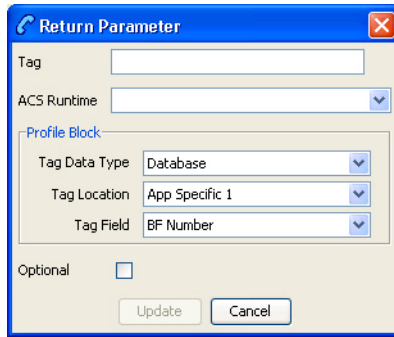 Return Parameter
Tag
ACS Runtime
Profile Block
Tag Data Type Database
Tag Location App Specific 1
Tag Field BF Number
Optional
Update Cancel